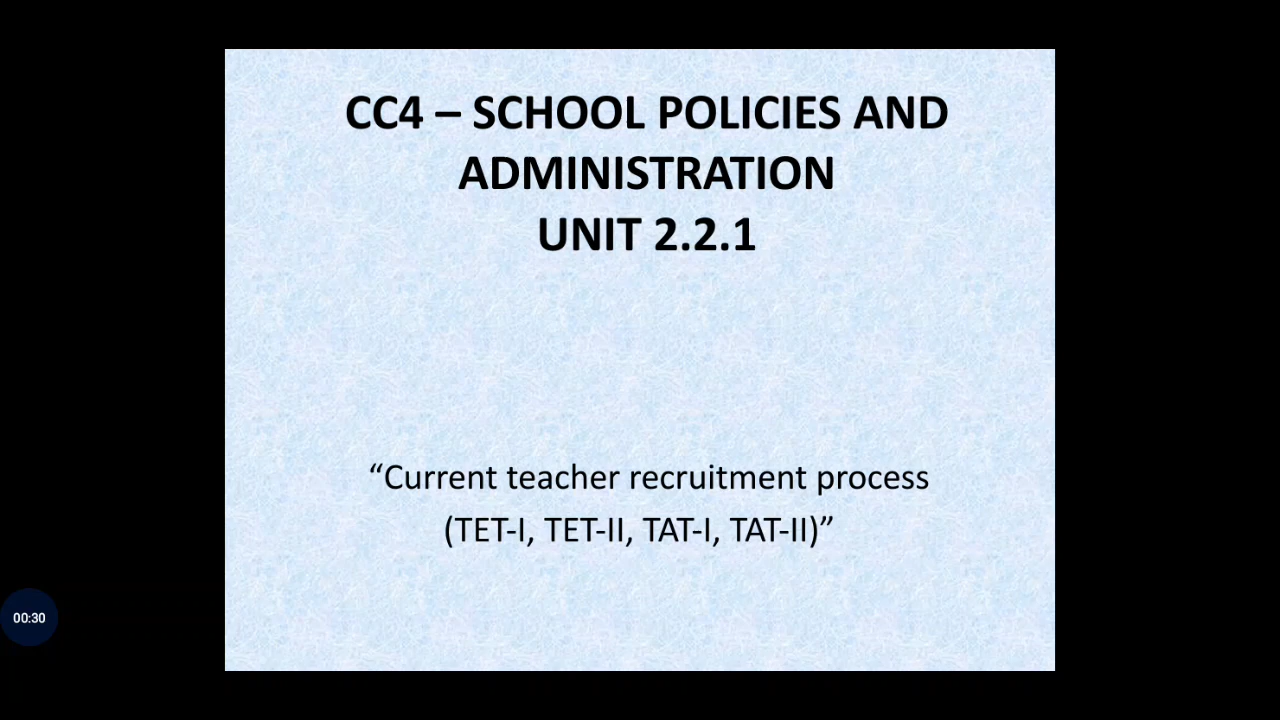 CC4 – SCHOOL POLICIES AND
ADMINISTRATION
UNIT 2.2.1
“Current teacher recruitment process
(TET-I, TET-II, TAT-I, TAT-II)”
00:30